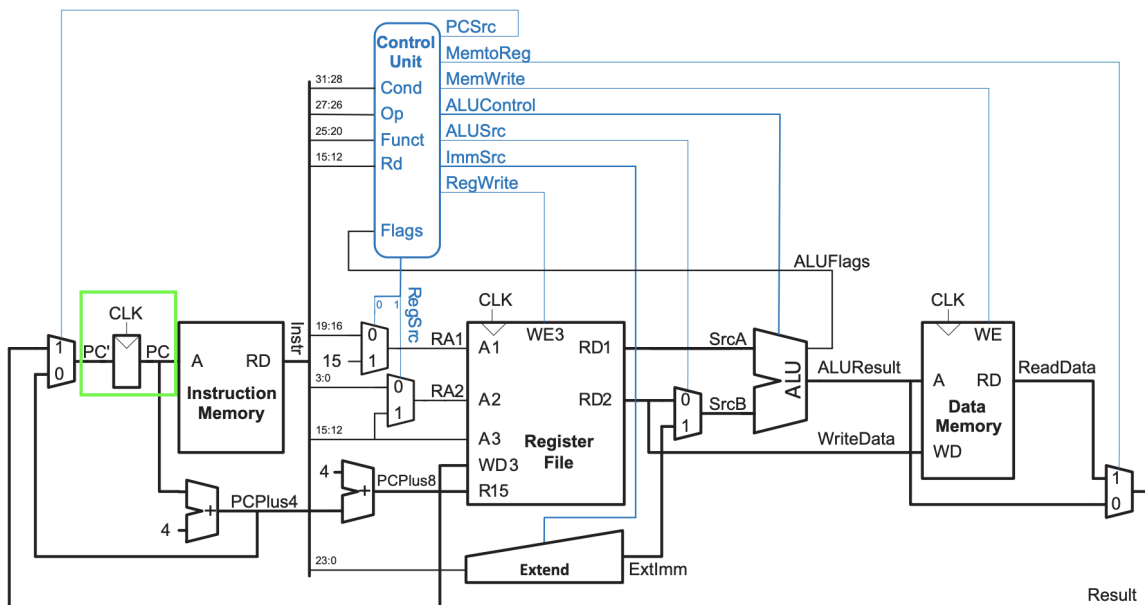 PCSrc
Control
Unit
MemtoReg
MemWrite
31:28
Cond
27:26
Op
ALUControl
25:20
Funct
ALUSrc
15:12
Rd
ImmSrc
RegWrite
Flags
ALUFlags
0 1
RegSrc
CLK
CLK
CLK
Instr
19:16
0
RA1
A1
WE3
RD1
SrcA
WE
1
0
PC'
PC
A
RD
15
1
Instruction
Memory
3:0
0
1
RA2
A2
RD2
0
1
SrcB
ALU
ALUResult
A
RD
ReadData
Data
Memory
15:12
A3
Register
File
WriteData
WD
WD3
4
+
PCPlus8
R15
1
0
PCPlus4
+
4
23:0
Extend
ExtImm
Result